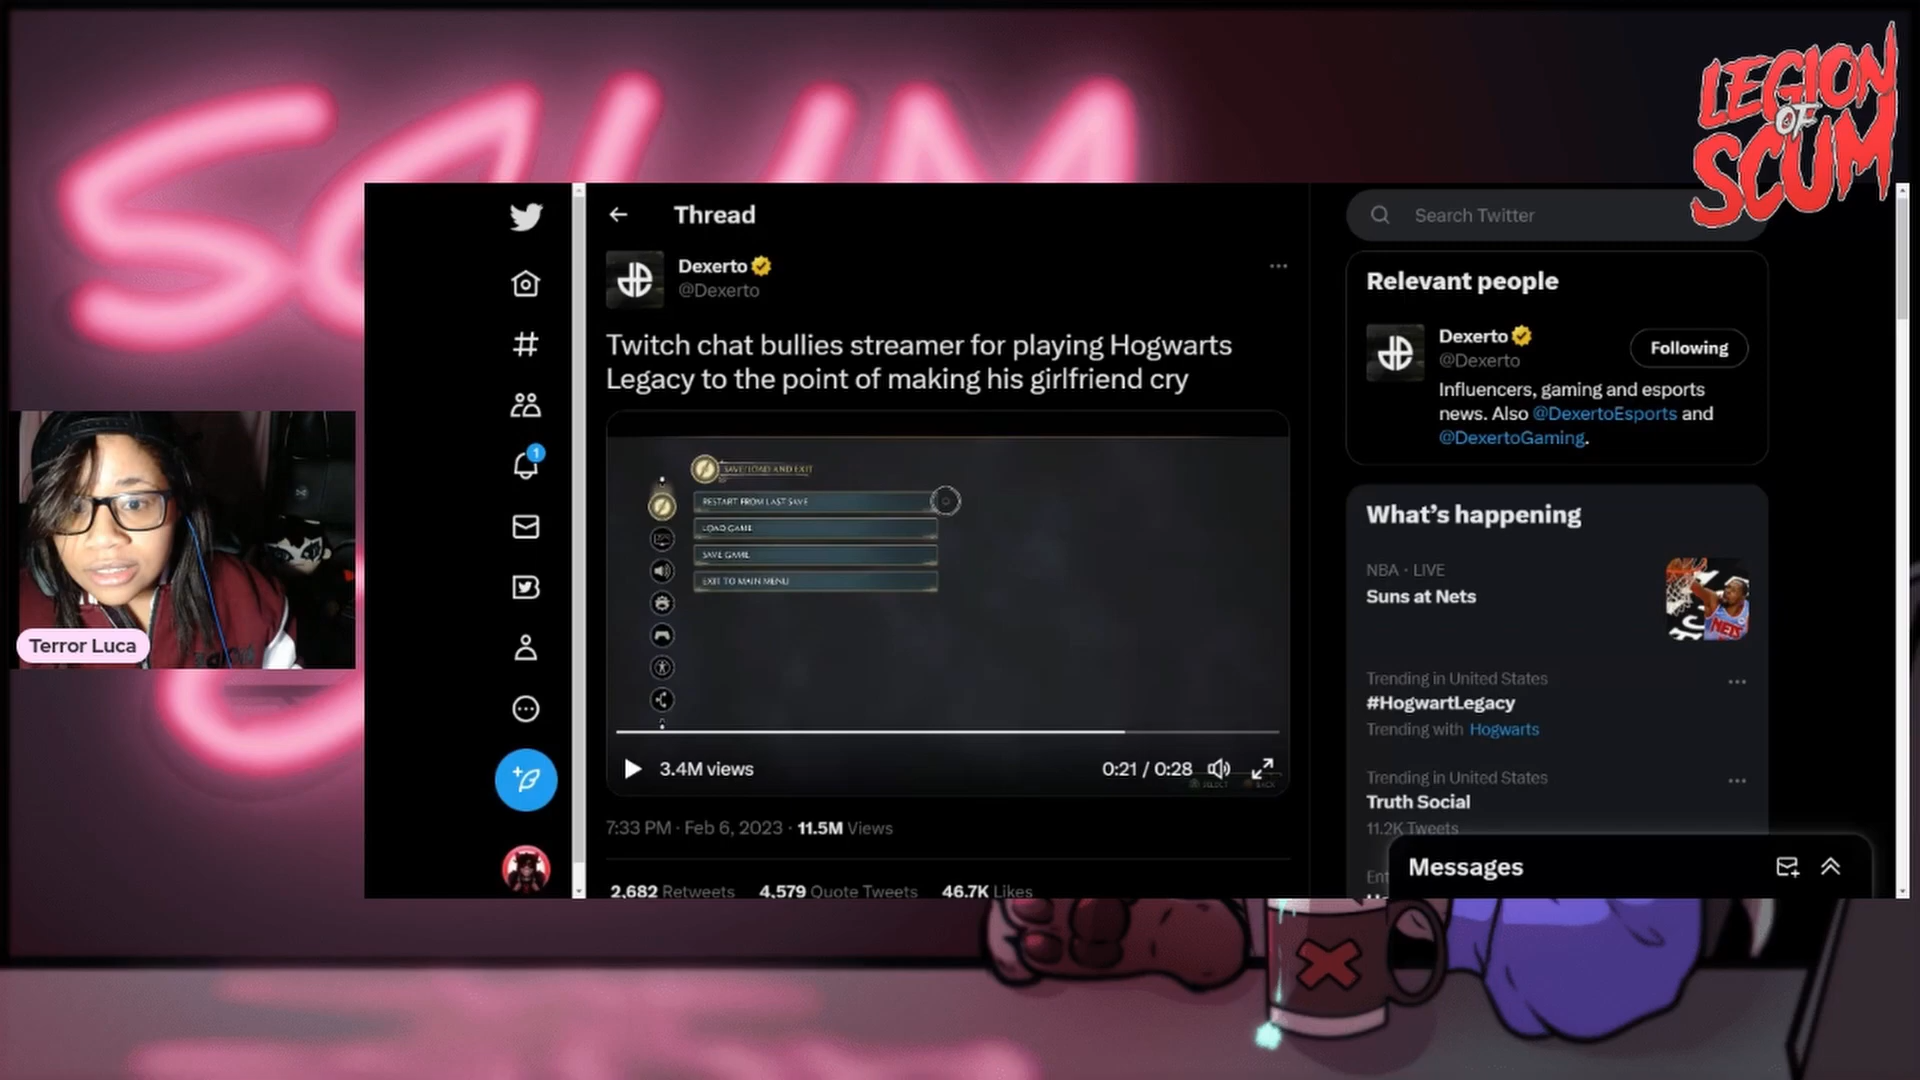 SCUM
LEGION
OF
SCUM
Thread
Search Twitter
Dexerto
@Dexerto
Twitch chat bullies streamer for playing Hogwarts
Legacy to the point of making his girlfriend cry
SAVE/LOAD AND EXIT
RESTART FROM LAST SAVE
LOAD GAME
SAVE GAME
EXIT TO MAIN MENU
3.4M views
0:21 / 0:28
SELECT
BACK
7:33 PM · Feb 6, 2023 · 11.5M Views
2,682 Retweets 4,579 Quote Tweets 46.7K Likes
Relevant people
Dexerto
@Dexerto
Following
Influencers, gaming and esports
news. Also @DexertoEsports and
@DexertoGaming.
What's happening
NBA · LIVE
Suns at Nets
NETS
Trending in United States
#HogwartLegacy
Trending with Hogwarts
Trending in United States
Truth Social
11.2K Tweets
Messages
1
Terror Luca